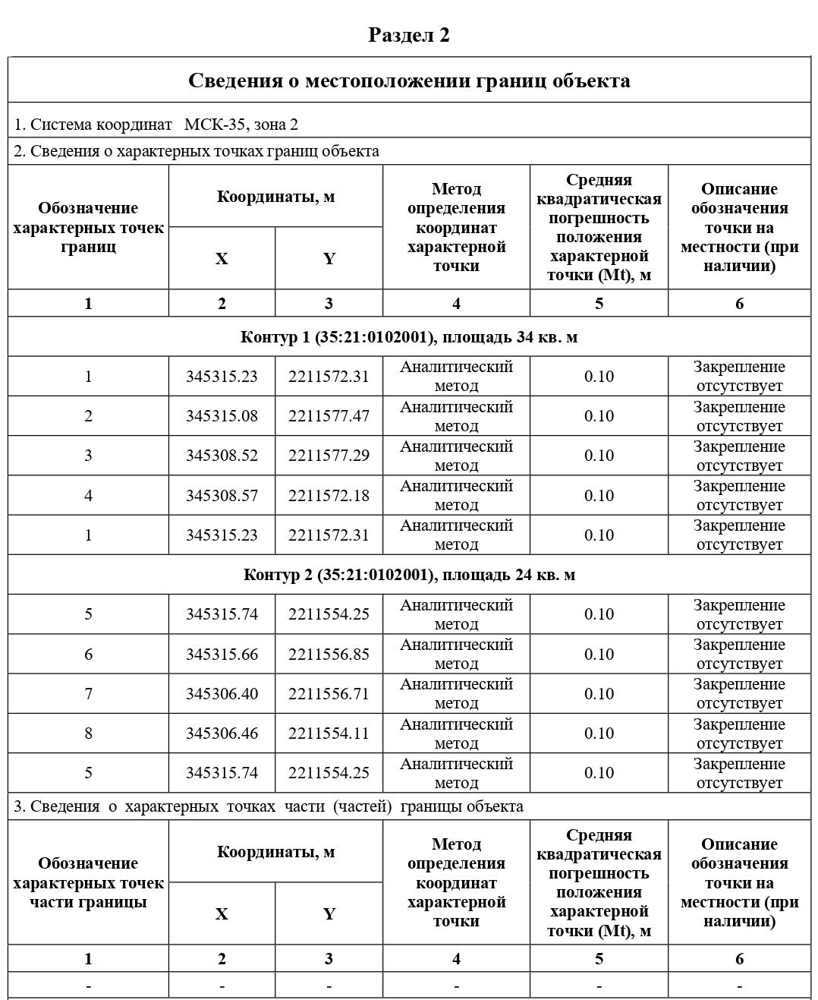 Раздел 2
Сведения о местоположении границ объекта
1. Система координат МСК-35, зона 2
2. Сведения о характерных точках границ объекта
Обозначение
характерных точек
границ
Координаты, м
X
Y
Метод
определения
координат
характерной
точки
Средняя
квадратическая
погрешность
положения
характерной
точки (Mt), м
Описание
обозначения
точки на
местности (при
наличии)
1 2 3 4 5 6
Контур 1 (35:21:0102001), площадь 34 кв. м
1 345315.23 2211572.31 Аналитический метод 0.10 Закрепление отсутствует
2 345315.08 2211577.47 Аналитический метод 0.10 Закрепление отсутствует
3 345308.52 2211577.29 Аналитический метод 0.10 Закрепление отсутствует
4 345308.57 2211572.18 Аналитический метод 0.10 Закрепление отсутствует
1 345315.23 2211572.31 Аналитический метод 0.10 Закрепление отсутствует
Контур 2 (35:21:0102001), площадь 24 кв. м
5 345315.74 2211554.25 Аналитический метод 0.10 Закрепление отсутствует
6 345315.66 2211556.85 Аналитический метод 0.10 Закрепление отсутствует
7 345306.40 2211556.71 Аналитический метод 0.10 Закрепление отсутствует
8 345306.46 2211554.11 Аналитический метод 0.10 Закрепление отсутствует
5 345315.74 2211554.25 Аналитический метод 0.10 Закрепление отсутствует
3. Сведения о характерных точках части (частей) границы объекта
Обозначение
характерных точек
части границы
Координаты, м
X
Y
Метод
определения
координат
характерной
точки
Средняя
квадратическая
погрешность
положения
характерной
точки (Mt), м
Описание
обозначения
точки на
местности (при
наличии)
1 2 3 4 5 6
- - - - - -